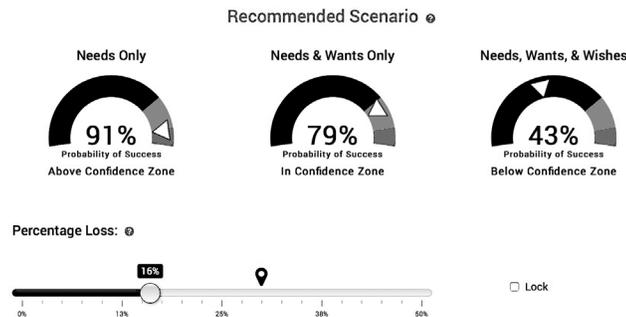 Recommended Scenario ?
Needs Only
91%
Probability of Success
Above Confidence Zone
Needs & Wants Only
79%
Probability of Success
In Confidence Zone
Needs, Wants, & Wishes
43%
Probability of Success
Below Confidence Zone
Percentage Loss: ?
16%
Lock
0% 13% 25% 38% 50%